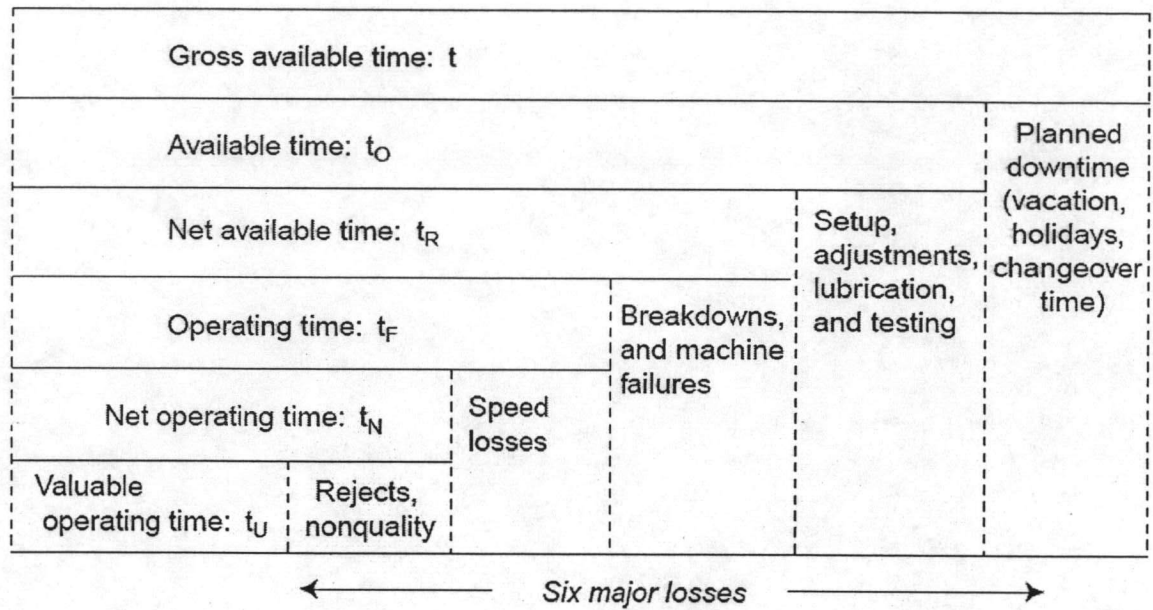 Gross available time: t
Available time: tO
Planned
downtime
(vacation,
holidays,
changeover
time)
Net available time: tR
Setup,
adjustments,
lubrication,
and testing
Operating time: tF
Breakdowns,
and machine
failures
Net operating time: tN
Speed
losses
Valuable
operating time: tU
Rejects,
nonquality
Six major losses